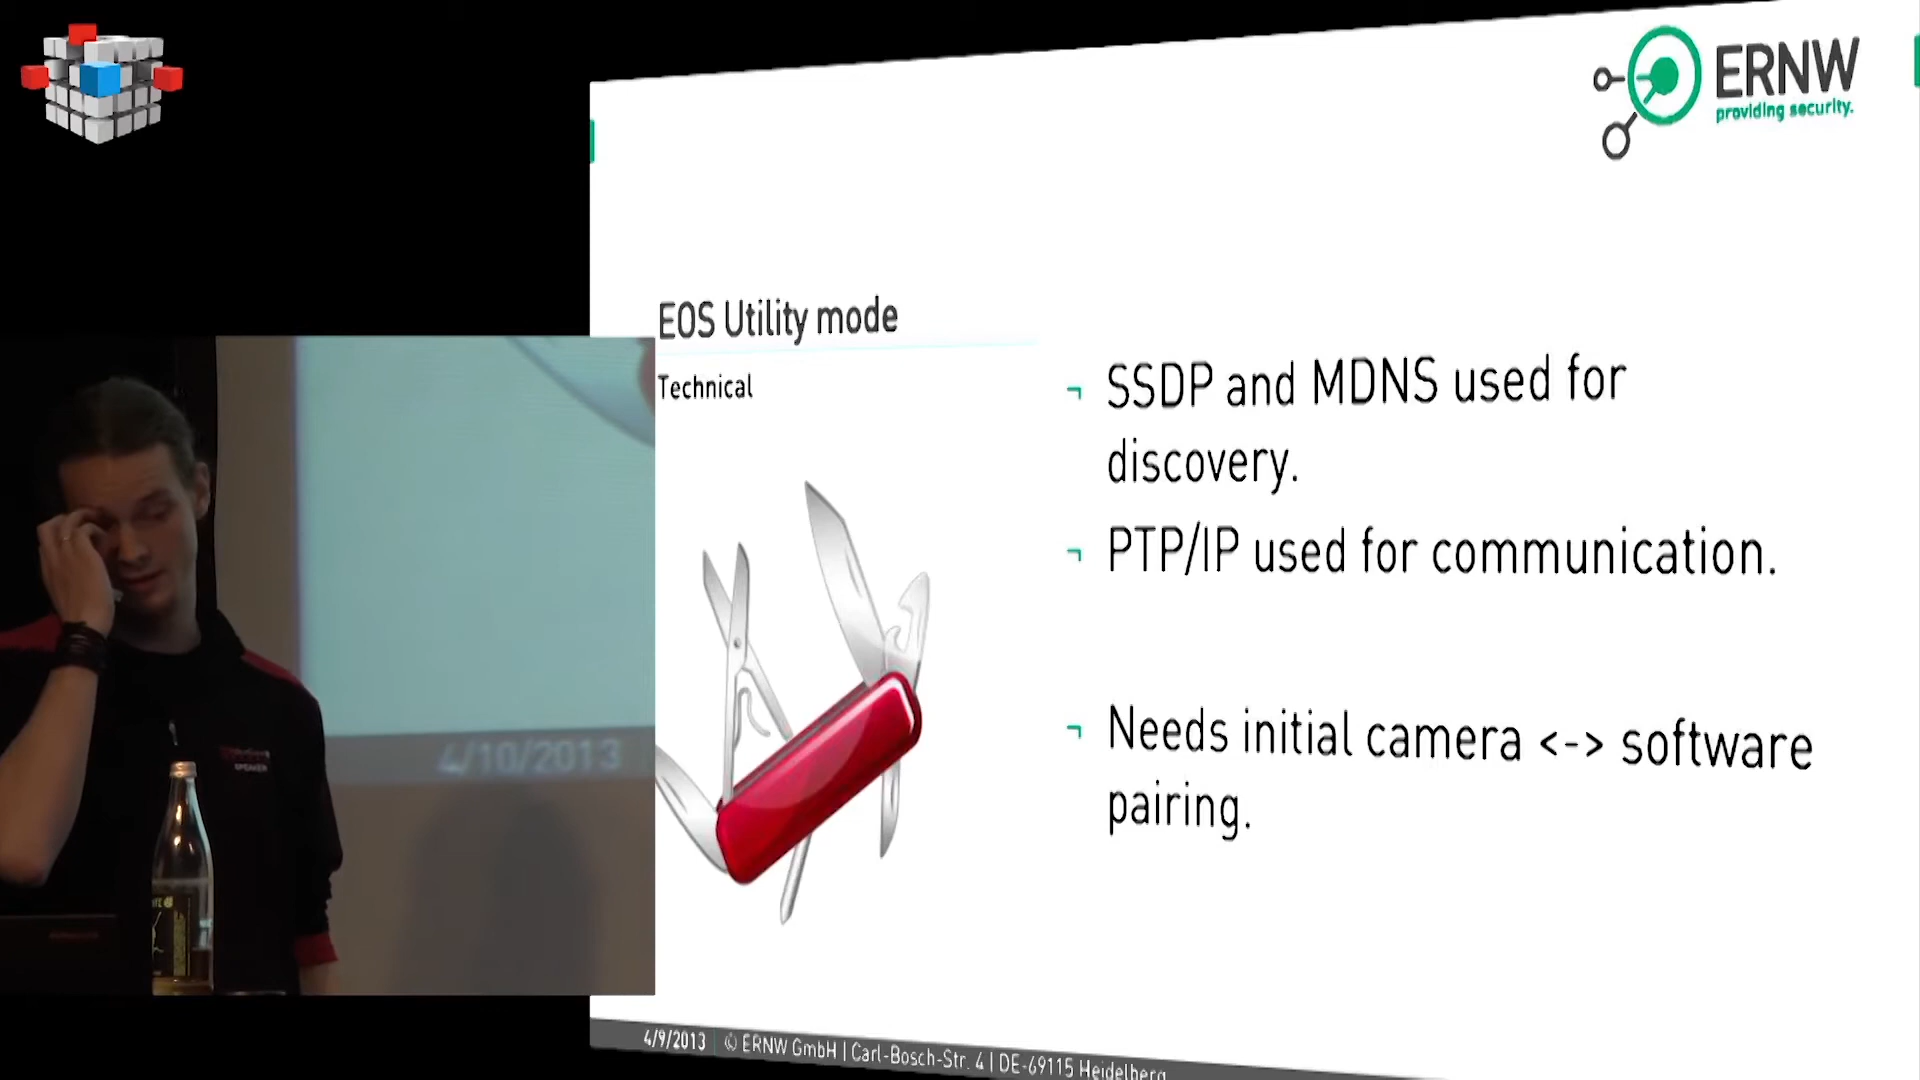 ERNW
providing security.
EOS Utility mode
Technical
¬ SSDP and MDNS used for
discovery.
¬ PTP/IP used for communication.
¬ Needs initial camera <-> software
pairing.
4/10/2013
SPEAKER
4/9/2013 | © ERNW GmbH | Carl-Bosch-Str. 4 | DE-69115 Heidelberg